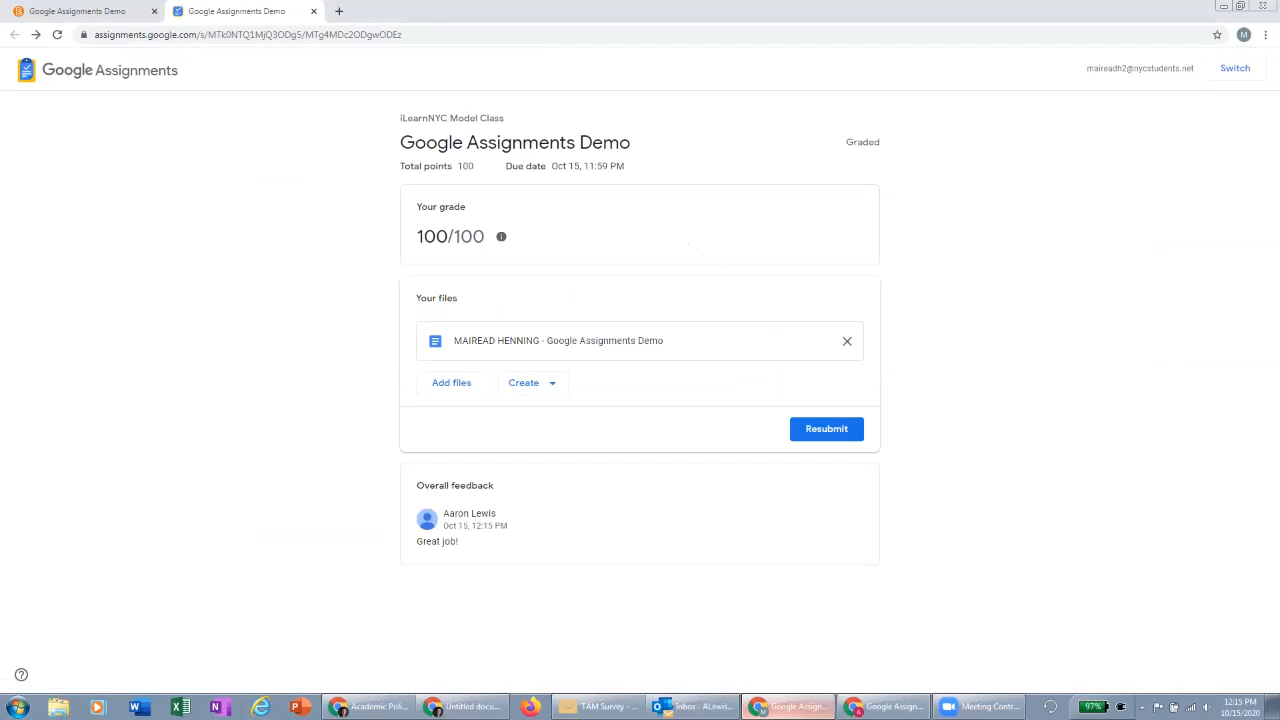 Google Assignments Demo
Google Assignments Demo
assignments.google.com/s/MTk0NTQ1MjQ3ODg5/MTg4MDc2ODgwODEz
M
Google Assignments
maireadh2@nycstudents.net
Switch
iLearnNYC Model Class
Google Assignments Demo
Graded
Total points 100 Due date Oct 15, 11:59 PM
Your grade
100/100
Your files
MAIREAD HENNING - Google Assignments Demo
Add files
Create
Resubmit
Overall feedback
Aaron Lewis
Oct 15, 12:15 PM
Great job!
Academic Poli...
Untitled docu...
TAM Survey – ...
Inbox - ALewis...
Google Assign...
Google Assign...
Meeting Contr...
97%
12:15 PM
10/15/2020